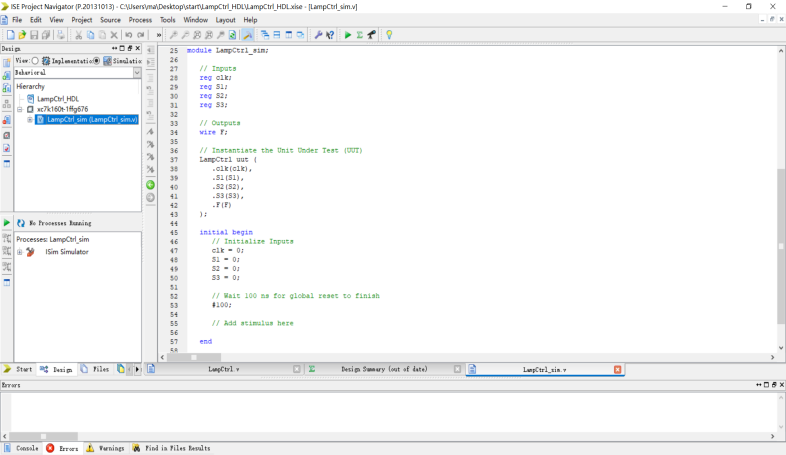 ISE Project Navigator (P.20131013) - C:\Users\ma\Desktop\start\LampCtrl_HDL\LampCtrl_HDL.xise - [LampCtrl_sim.v]
File Edit View Project Source Process Tools Window Layout Help
Design
View: Implementatio Simulatio
Behavioral
Hierarchy
LampCtrl_HDL
xc7k160t-1ffg676
LampCtrl_sim (LampCtrl_sim.v)
No Processes Running
Processes: LampCtrl_sim
ISim Simulator
Start Design Files
25 module LampCtrl_sim;
26
27 // Inputs
28 reg clk;
29 reg S1;
30 reg S2;
31 reg S3;
32
33 // Outputs
34 wire F;
35
36 // Instantiate the Unit Under Test (UUT)
37 LampCtrl uut (
38 .clk(clk),
39 .S1(S1),
40 .S2(S2),
41 .S3(S3),
42 .F(F)
43 );
44
45 initial begin
46 // Initialize Inputs
47 clk = 0;
48 S1 = 0;
49 S2 = 0;
50 S3 = 0;
51
52 // Wait 100 ns for global reset to finish
53 #100;
54
55 // Add stimulus here
56
57 end
58
LampCtrl.v Design Summary (out of date) LampCtrl_sim.v
Errors
Console Errors Warnings Find in Files Results